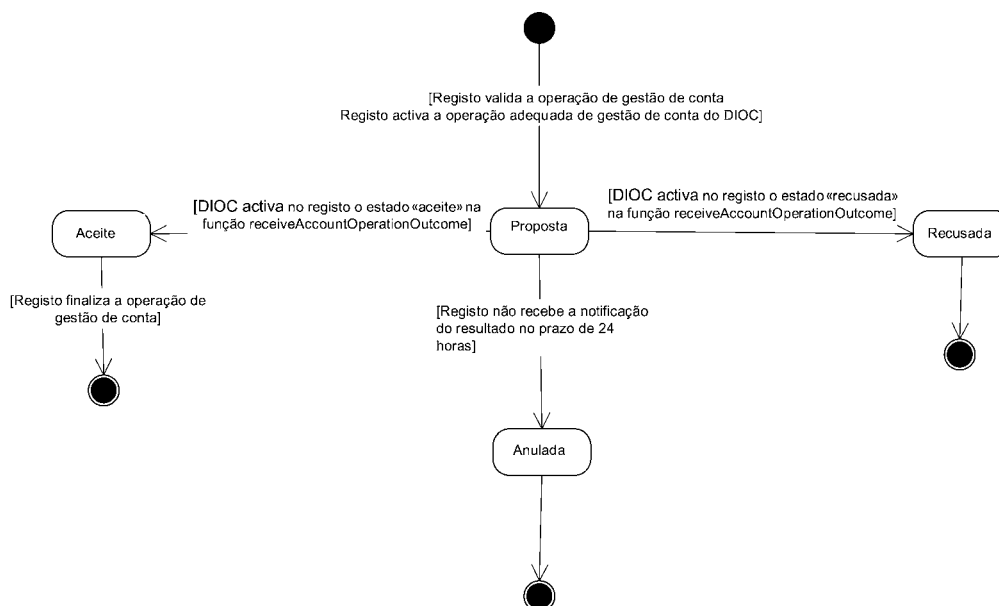 [Registo valida a operação de gestão de conta
Registo activa a operação adequada de gestão de conta do DIOC]
[DIOC activa no registo o estado «aceite» na
função receiveAccountOperationOutcome]
[DIOC activa no registo o estado «recusada»
na função receiveAccountOperationOutcome]
Aceite
Proposta
Recusada
[Registo finaliza a operação de
gestão de conta]
[Registo não recebe a notificação
do resultado no prazo de 24
horas]
Anulada